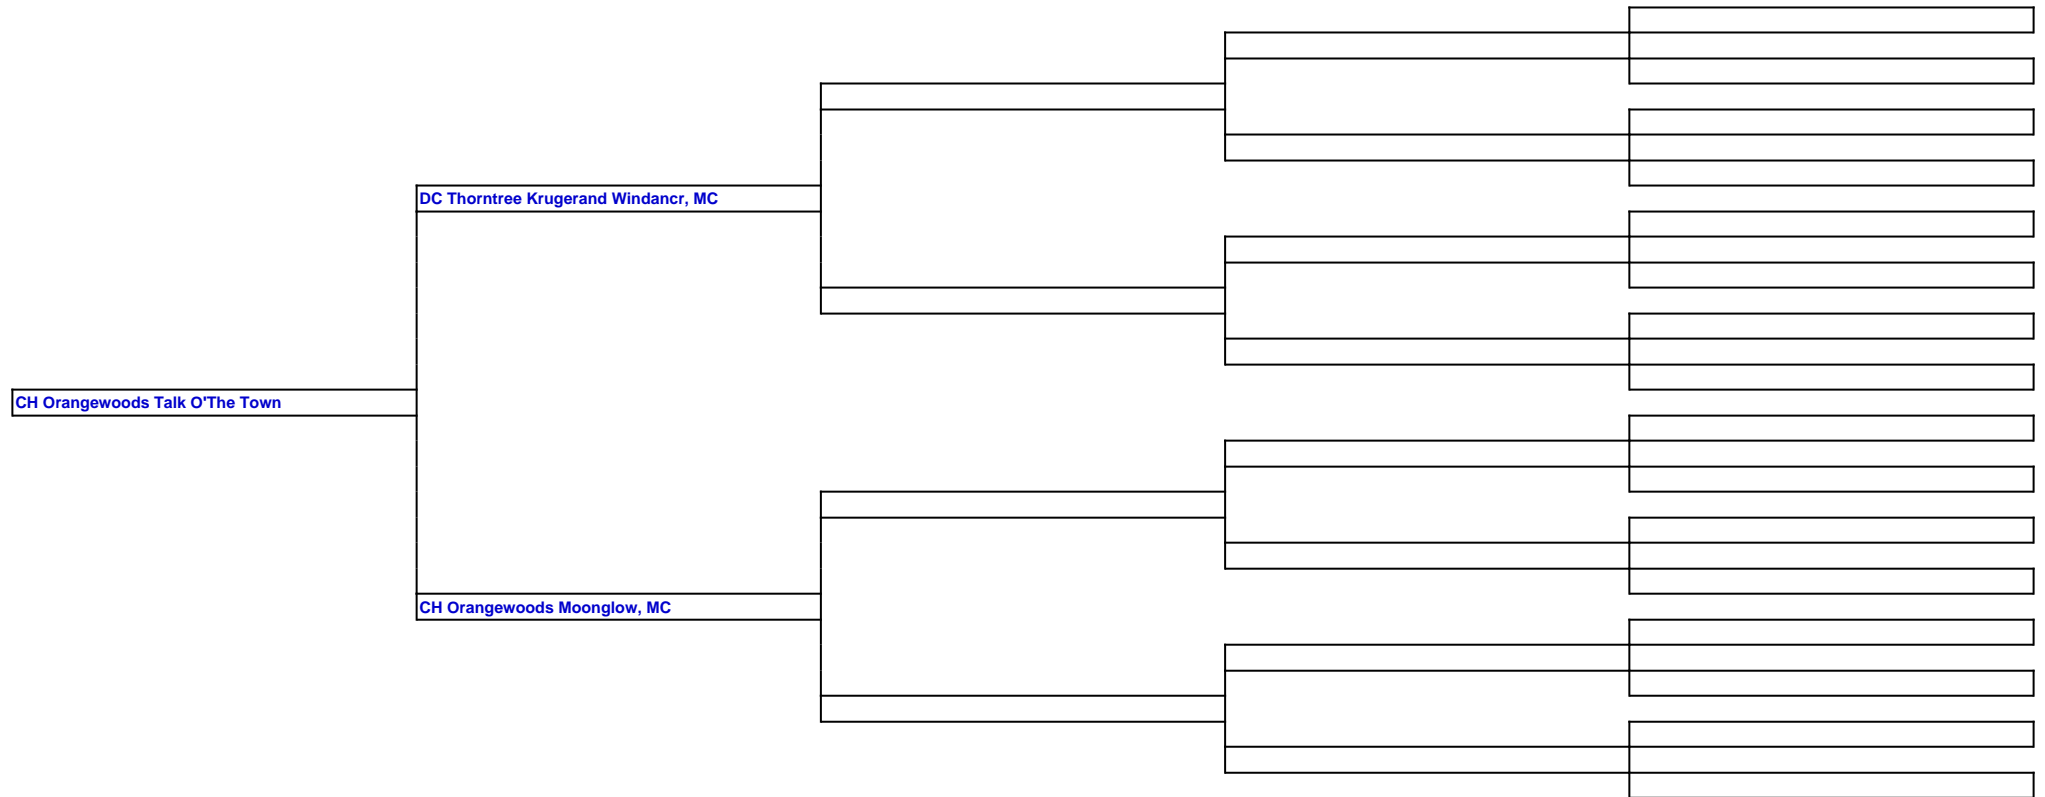 DC Thorntree Krugerand Windancr, MC
CH Orangewoods Talk O'The Town
CH Orangewoods Moonglow, MC